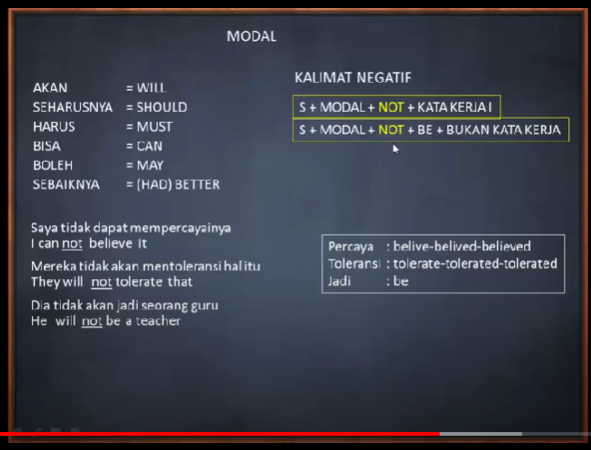 MODAL
AKAN = WILL
SEHARUSNYA = SHOULD
HARUS = MUST
BISA = CAN
BOLEH = MAY
SEBAIKNYA = (HAD) BETTER
KALIMAT NEGATIF
S + MODAL + NOT + KATA KERJA I
S + MODAL + NOT + BE + BUKAN KATA KERJA
Saya tidak dapat mempercayainya
I can not believe it
Mereka tidak akan mentoleransi hal itu
They will not tolerate that
Dia tidak akan jadi seorang guru
He will not be a teacher
Percaya : belive-belived-believed
Toleransi : tolerate-tolerated-tolerated
Jadi : be